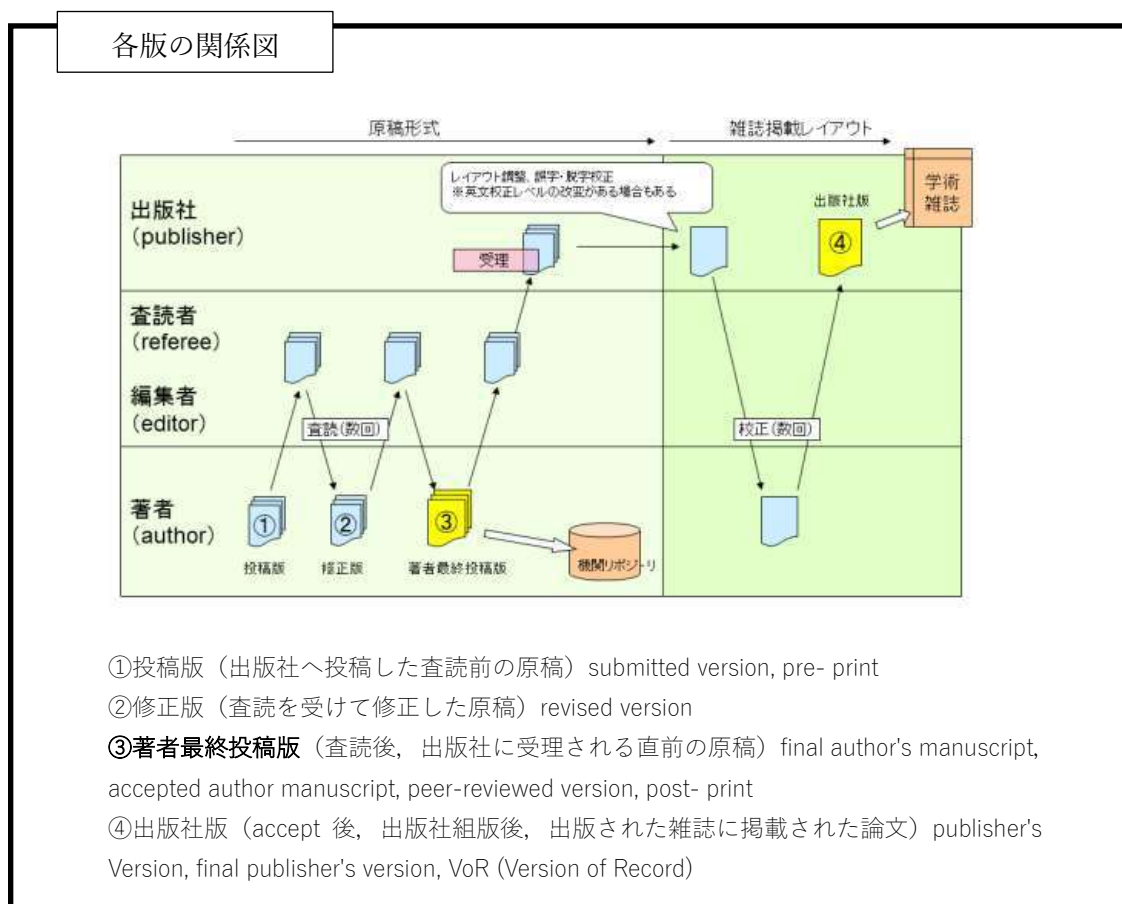 各版の関係図
原稿形式
雑誌掲載レイアウト
レイアウト調整、誤字・脱字校正
※英文校正レベルの改変がある場合もある
学術
雑誌
出版社
(publisher)
出版社版
④
受理
査読者
(referee)
編集者
(editor)
査読(数回)
校正(数回)
著者
(author)
①
②
③
投稿版
修正版
著者最終投稿版
機関リポジトリ
①投稿版（出版社へ投稿した査読前の原稿）submitted version, pre- print
②修正版（査読を受けて修正した原稿）revised version
③著者最終投稿版（査読後，出版社に受理される直前の原稿）final author's manuscript,
accepted author manuscript, peer-reviewed version, post- print
④出版社版（accept 後，出版社組版後，出版された雑誌に掲載された論文）publisher's
Version, final publisher's version, VoR (Version of Record)